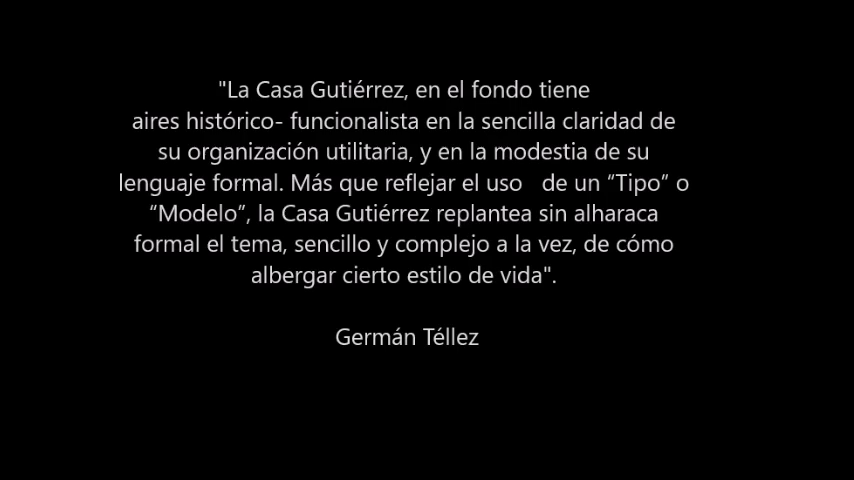 "La Casa Gutiérrez, en el fondo tiene
aires histórico- funcionalista en la sencilla claridad de
su organización utilitaria, y en la modestia de su
lenguaje formal. Más que reflejar el uso   de un “Tipo” o
“Modelo”, la Casa Gutiérrez replantea sin alharaca
formal el tema, sencillo y complejo a la vez, de cómo
albergar cierto estilo de vida".
Germán Téllez